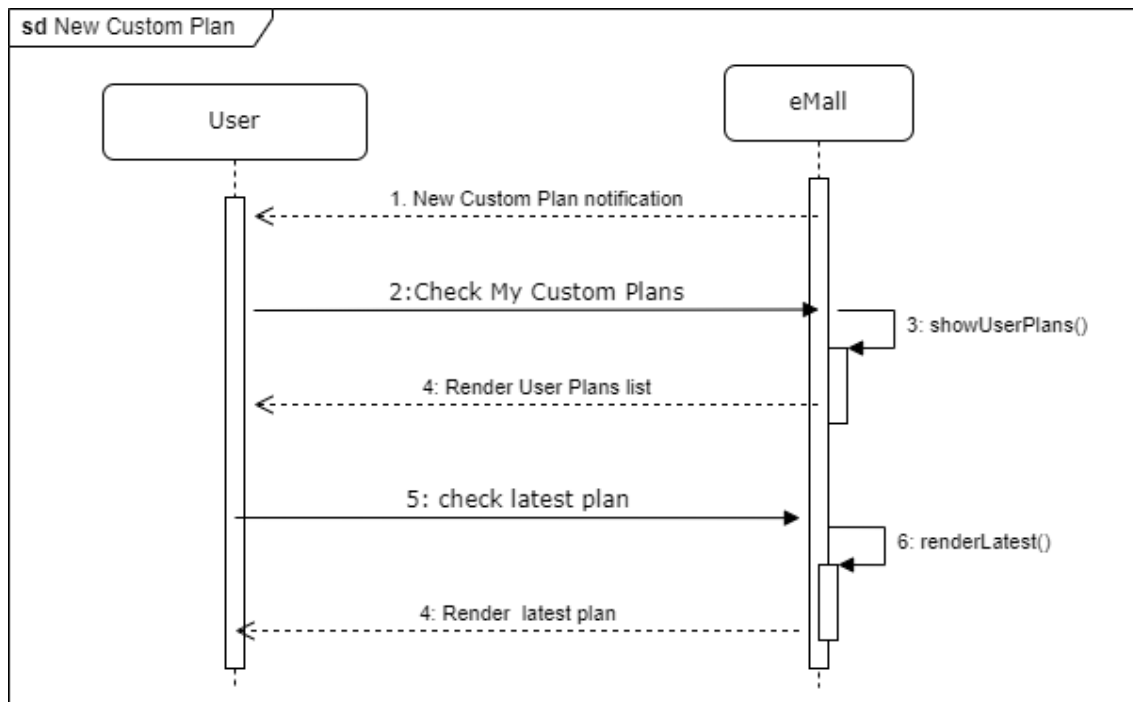 sd New Custom Plan
User
eMall
1. New Custom Plan notification
2:Check My Custom Plans
3: showUserPlans()
4: Render User Plans list
5: check latest plan
6: renderLatest()
4: Render latest plan